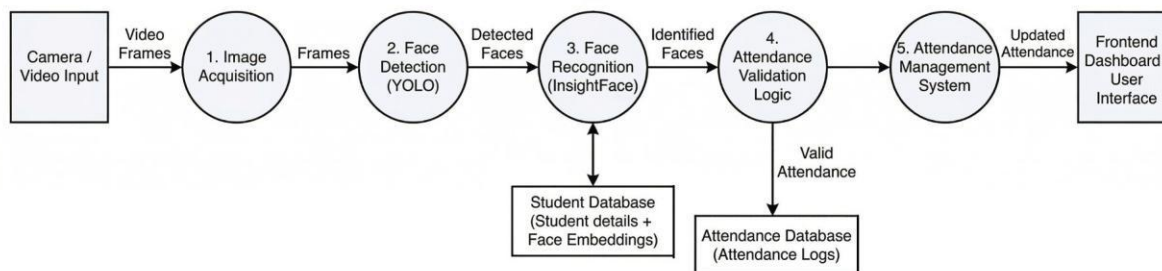 Camera /
Video Input
Video
Frames
1. Image
Acquisition
Frames
2. Face
Detection
(YOLO)
Detected
Faces
3. Face
Recognition
(InsightFace)
Identified
Faces
4.
Attendance
Validation
Logic
5. Attendance
Management
System
Updated
Attendance
Frontend
Dashboard /
User
Interface
Student Database
(Student details +
Face Embeddings)
Valid
Attendance
Attendance Database
(Attendance Logs)